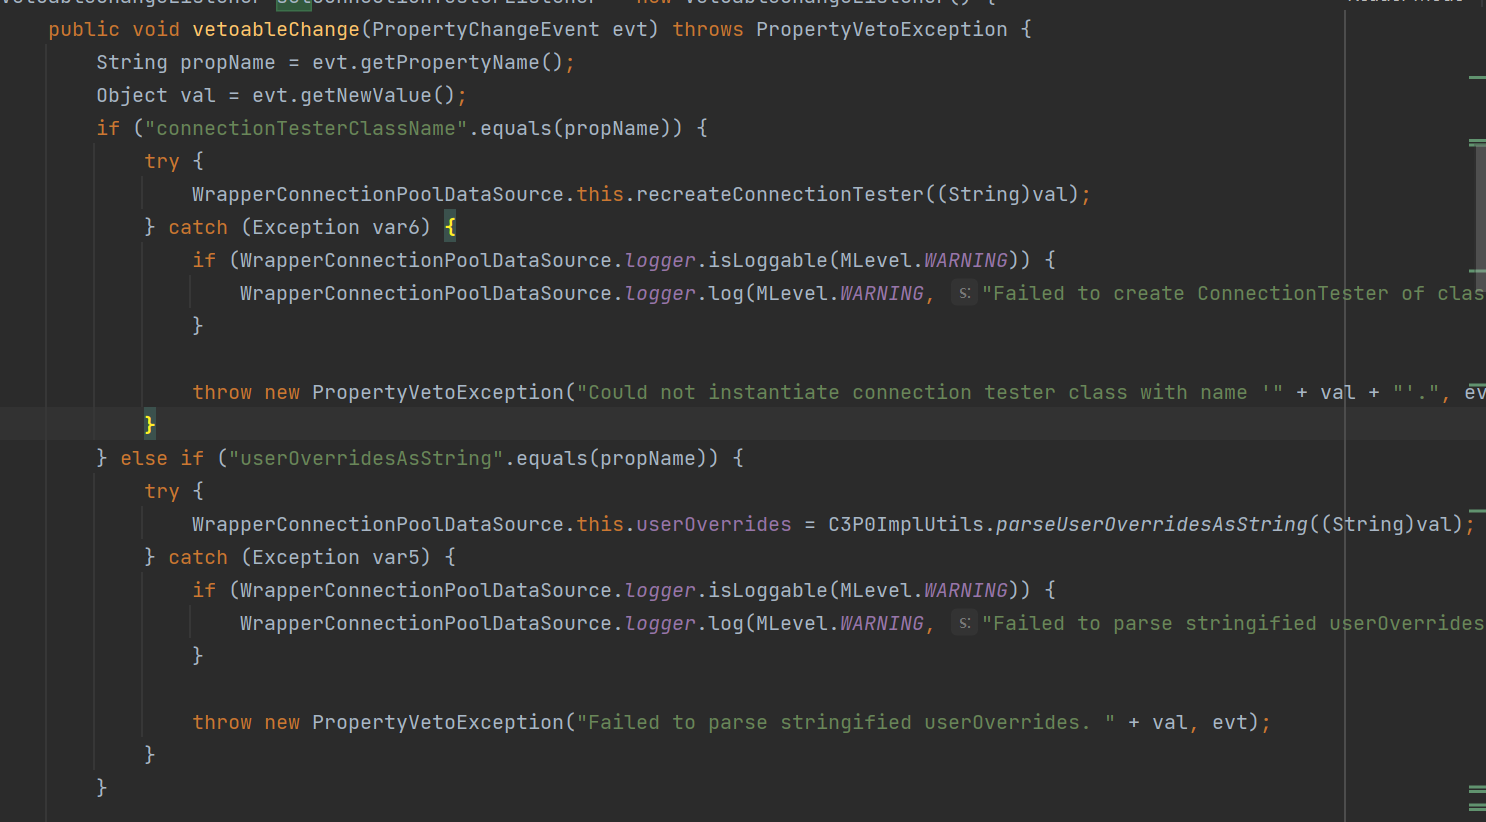 public void vetoableChange(PropertyChangeEvent evt) throws PropertyVetoException {
String propName = evt.getPropertyName();
Object val = evt.getNewValue();
if ("connectionTesterClassName".equals(propName)) {
try {
WrapperConnectionPoolDataSource.this.recreateConnectionTester((String)val);
} catch (Exception var6) {
if (WrapperConnectionPoolDataSource.logger.isLoggable(MLevel.WARNING)) {
WrapperConnectionPoolDataSource.logger.log(MLevel.WARNING, s: "Failed to create ConnectionTester of clas
}
throw new PropertyVetoException("Could not instantiate connection tester class with name '" + val + "'.", ev
}
} else if ("userOverridesAsString".equals(propName)) {
try {
WrapperConnectionPoolDataSource.this.userOverrides = C3P0ImplUtils.parseUserOverridesAsString((String)val);
} catch (Exception var5) {
if (WrapperConnectionPoolDataSource.logger.isLoggable(MLevel.WARNING)) {
WrapperConnectionPoolDataSource.logger.log(MLevel.WARNING, s: "Failed to parse stringified userOverrides
}
throw new PropertyVetoException("Failed to parse stringified userOverrides. " + val, evt);
}
}